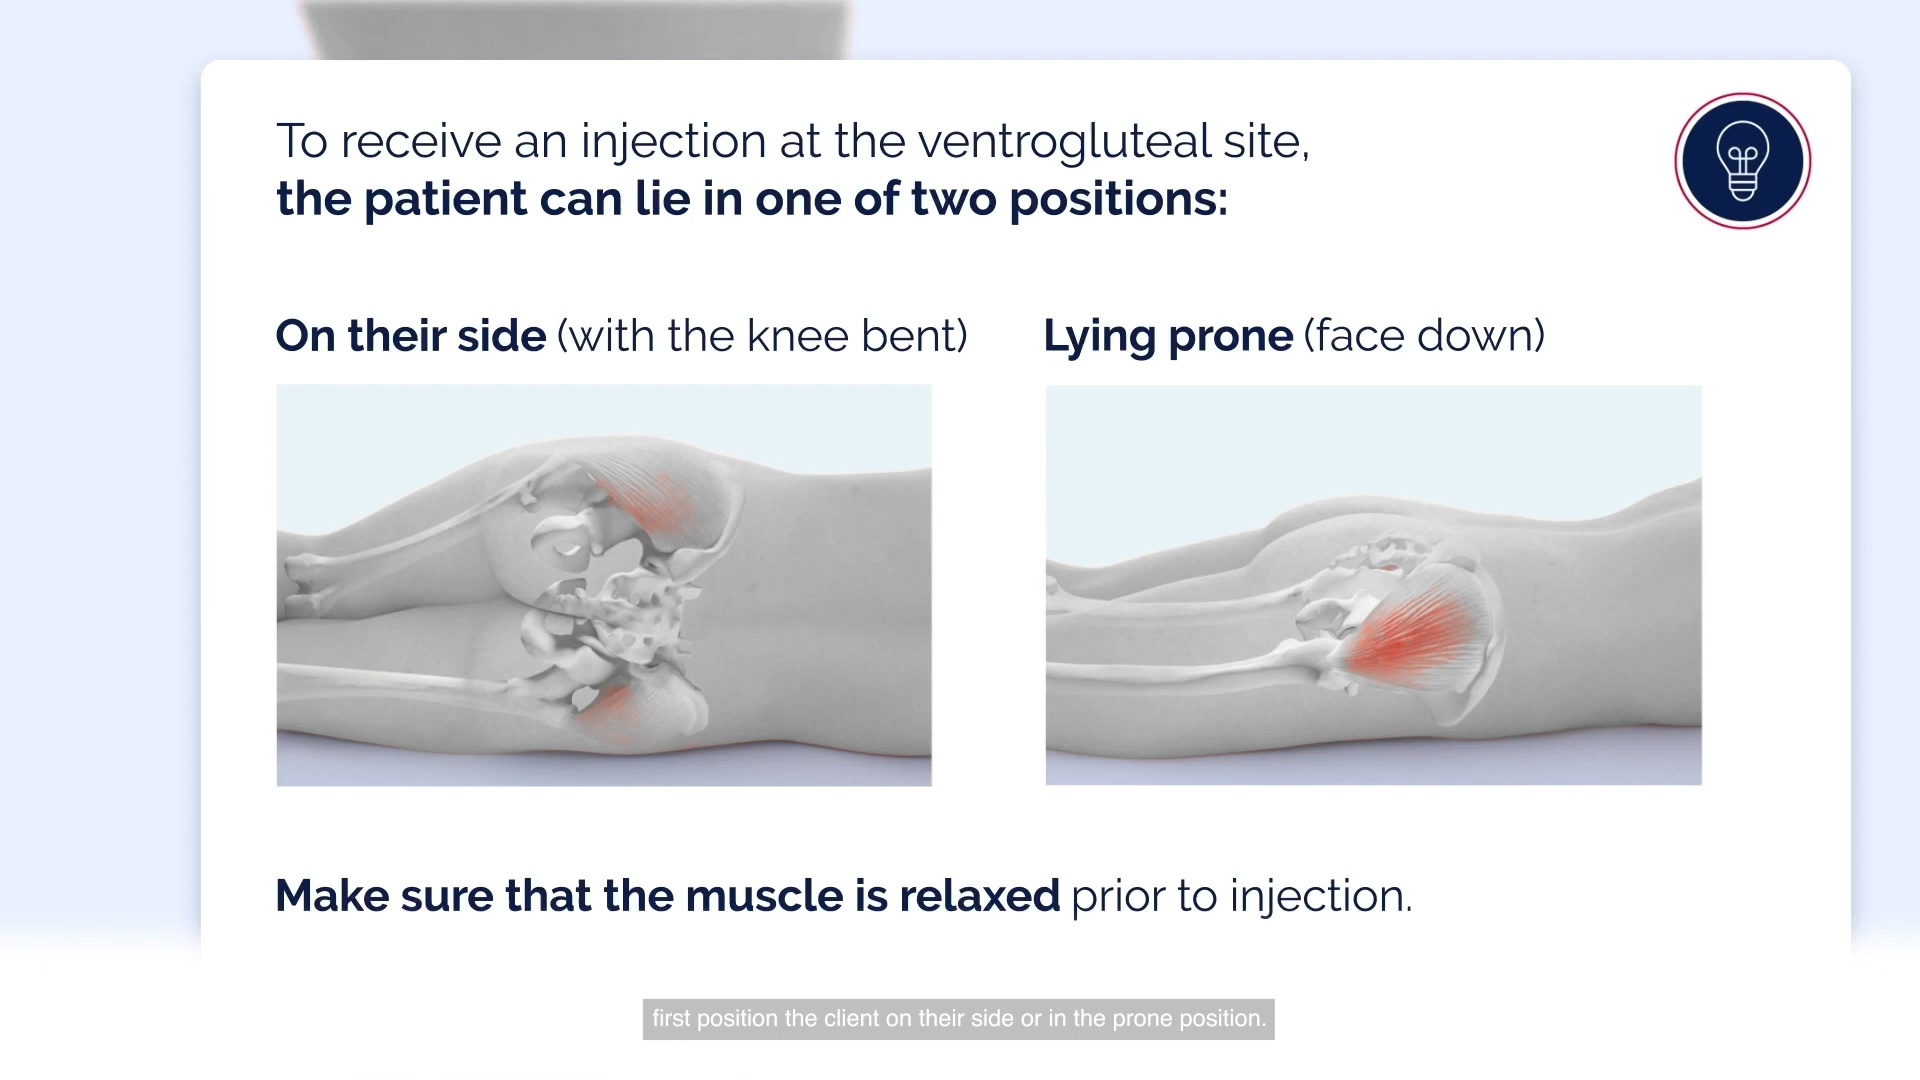 To receive an injection at the ventrogluteal site,
the patient can lie in one of two positions:
On their side (with the knee bent)
Lying prone (face down)
Make sure that the muscle is relaxed prior to injection.
first position the client on their side or in the prone position.